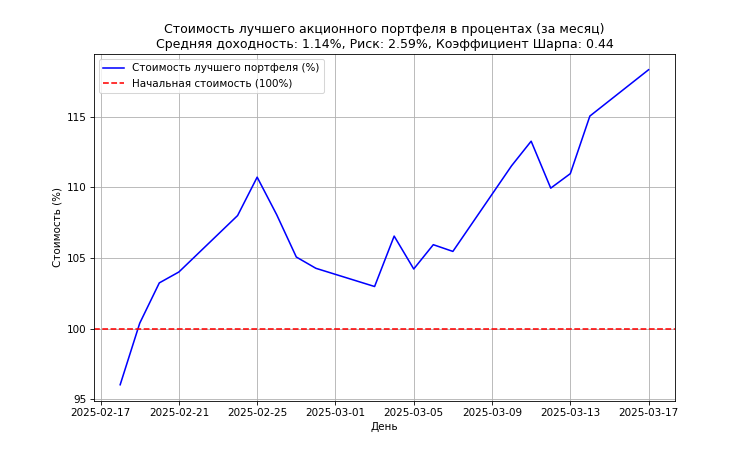 Стоимость лучшего акционного портфеля в процентах (за месяц)
Средняя доходность: 1.14%, Риск: 2.59%, Коэффициент Шарпа: 0.44
Стоимость лучшего портфеля (%)
Начальная стоимость (100%)
Стоимость (%)
115
110
105
100
95
2025-02-17
2025-02-21
2025-02-25
2025-03-01
2025-03-05
2025-03-09
2025-03-13
2025-03-17
День